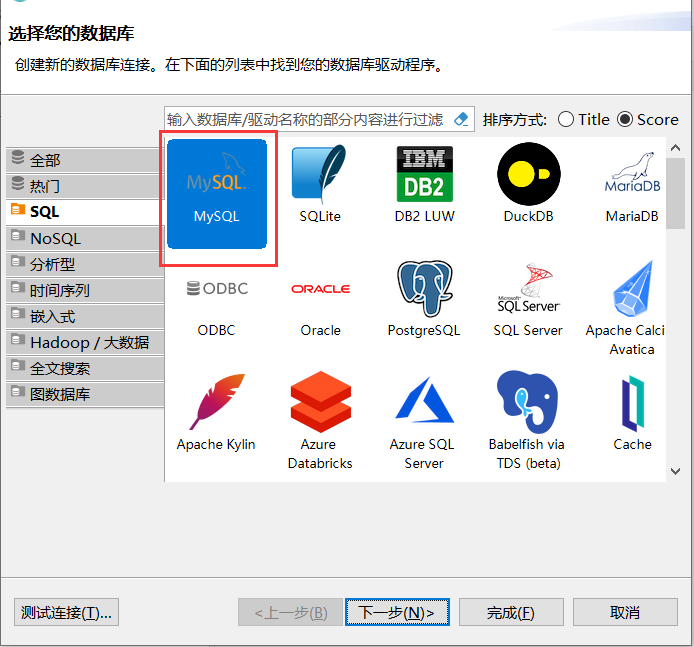 选择您的数据库
创建新的数据库连接。在下面的列表中找到您的数据库驱动程序。
输入数据库/驱动名称的部分内容进行过滤
排序方式:
Title
Score
全部
热门
SQL
NoSQL
分析型
时间序列
嵌入式
Hadoop / 大数据
全文搜索
图数据库
MySQL
MySQL
SQLite
IBM
DB2
DB2 LUW
DuckDB
MariaDB
MariaDB
ODBC
ODBC
ORACLE
Oracle
PostgreSQL
Microsoft
SQL Server
SQL Server
Apache Calci
Avatica
Apache Kylin
Azure
Databricks
Azure SQL
Server
Babelfish via
TDS (beta)
Cache
测试连接(T)...
<上一步(B)
下一步(N)>
完成(F)
取消